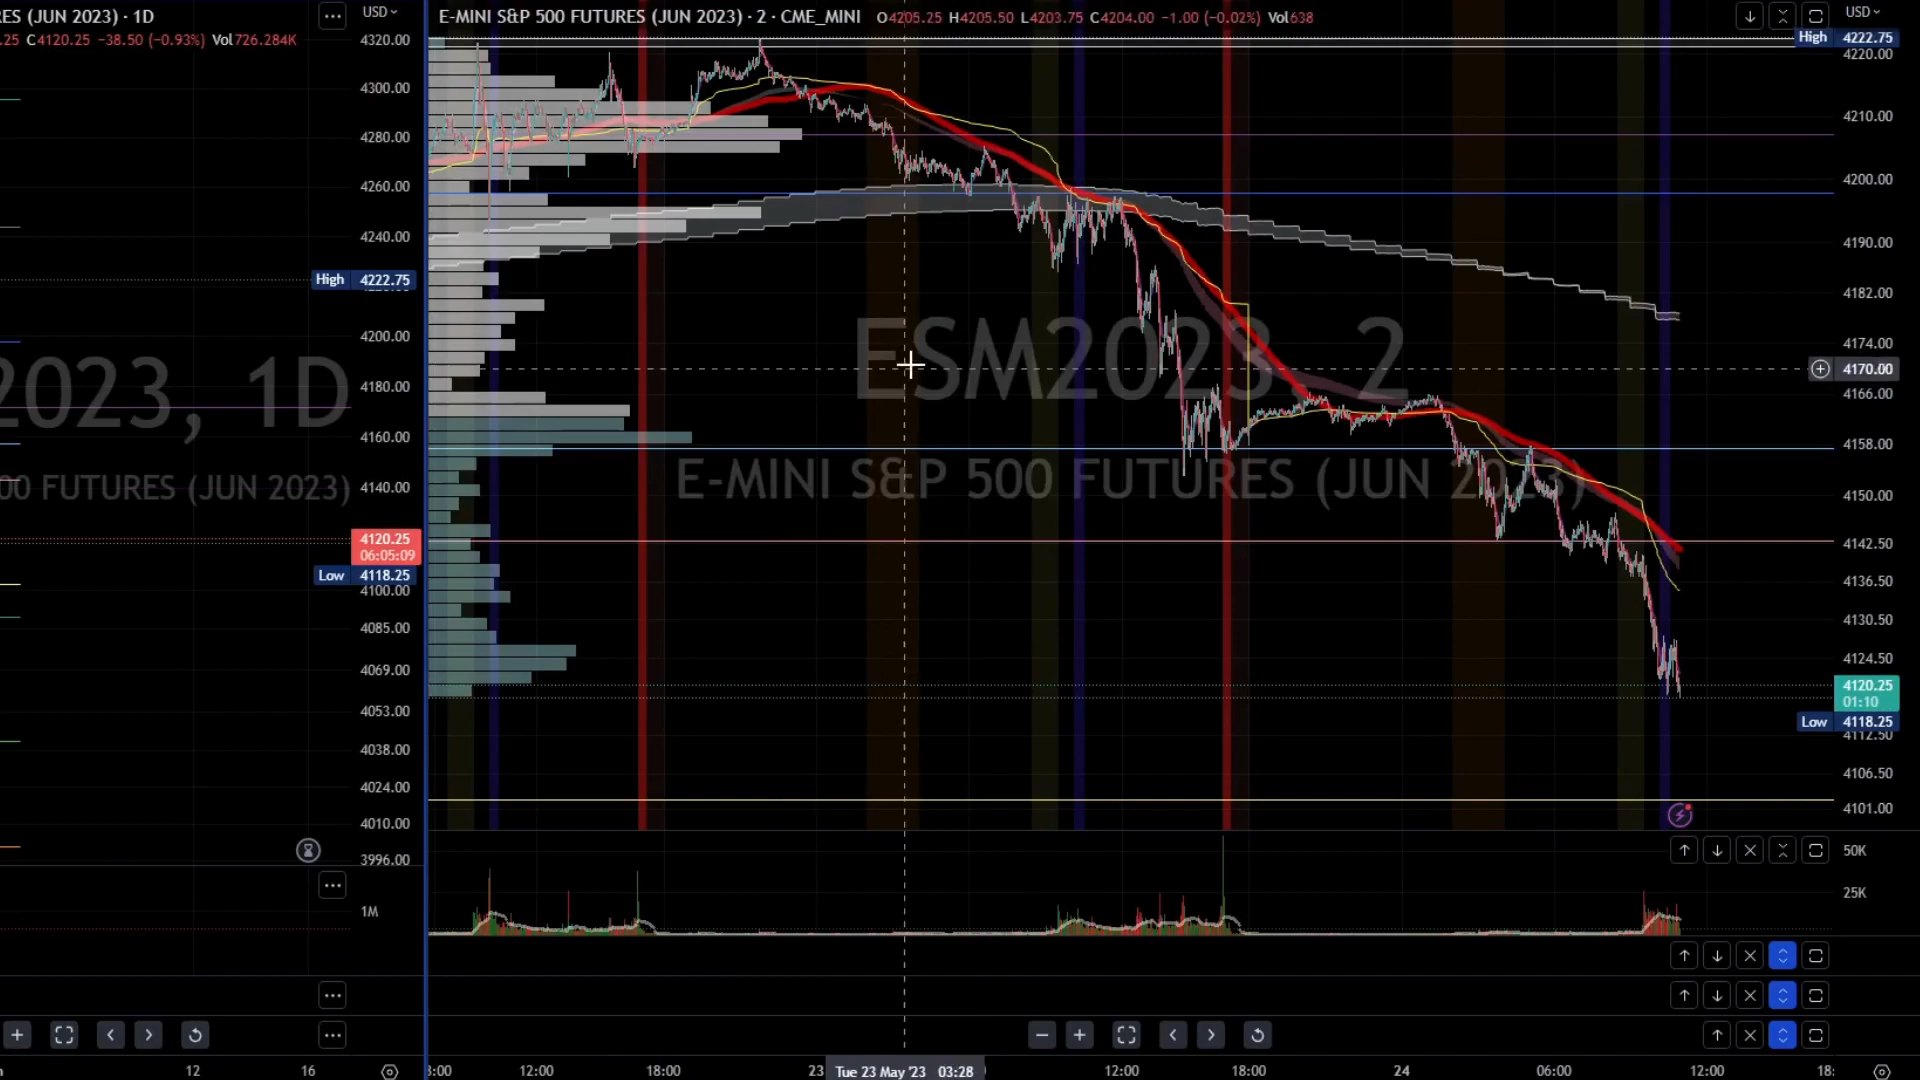 ES (JUN 2023) · 1D
.25 C4120.25 −38.50 (−0.93%) Vol726.284K
USD
4320.00
4300.00
4280.00
4260.00
4240.00
High 4222.75
4200.00
4180.00
4160.00
4140.00
4120.25
06:05:09
Low 4118.25
4100.00
4085.00
4069.00
4053.00
4038.00
4024.00
4010.00
3996.00
1M
2023, 1D
00 FUTURES (JUN 2023)
12
16
E-MINI S&P 500 FUTURES (JUN 2023) · 2 · CME_MINI O4205.25 H4205.50 L4203.75 C4204.00 −1.00 (−0.02%) Vol638
ESM2023, 2
E-MINI S&P 500 FUTURES (JUN 2023)
USD
High 4222.75
4220.00
4210.00
4200.00
4190.00
4182.00
4174.00
4170.00
4166.00
4158.00
4150.00
4142.50
4136.50
4130.50
4124.50
4120.25
01:10
Low 4118.25
4112.50
4106.50
4101.00
50K
25K
3:00
12:00
18:00
23
Tue 23 May '23 03:28
12:00
18:00
24
06:00
12:00
18: